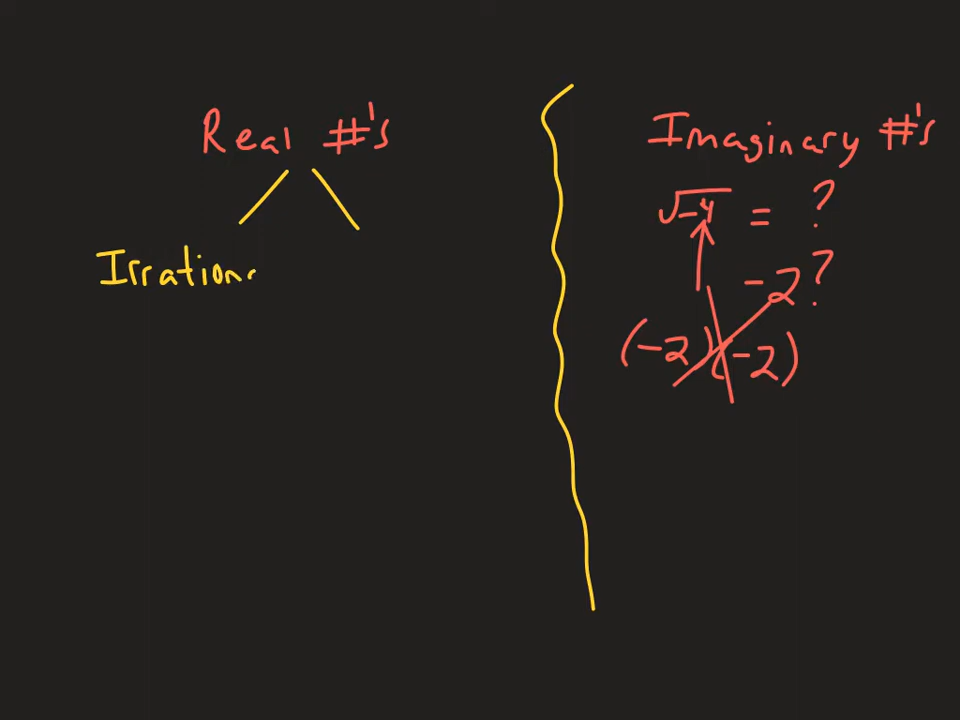 Real #'s
Irration
Imaginary #'s
√-4 = ?
-2?
(-2)(-2)